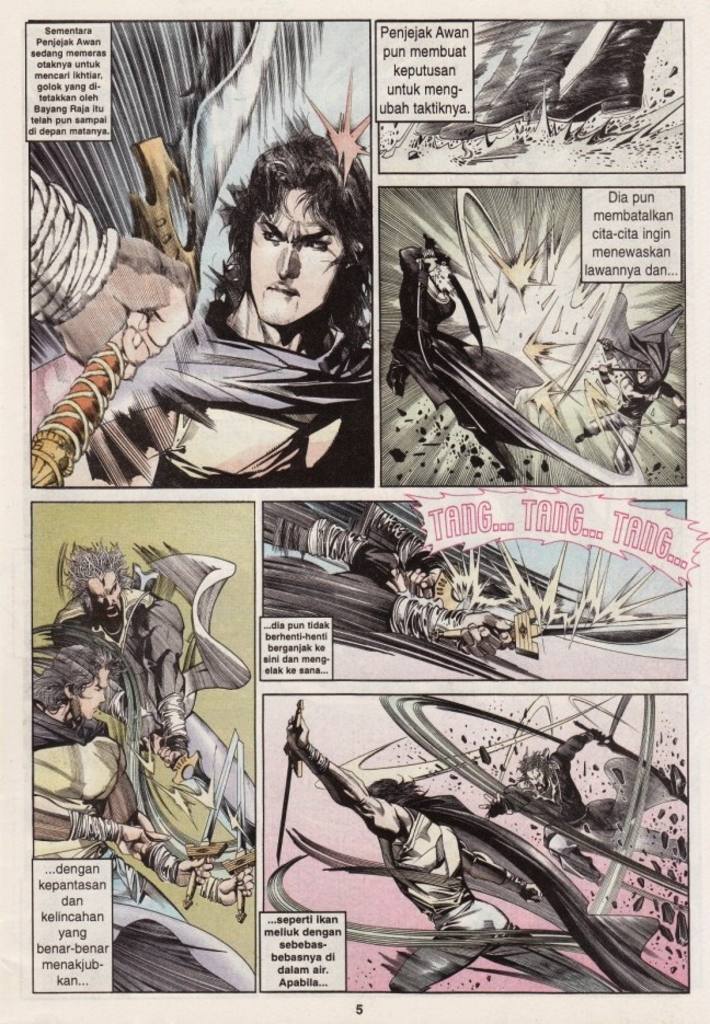 Sementara
Penjejak Awan
sedang memeras
otaknya untuk
mencari ikhtiar,
golok yang di-
tetakkan oleh
Bayang Raja itu
telah pun sampai
di depan matanya.
Penjejak Awan
pun membuat
keputusan
untuk meng-
ubah taktiknya.
Dia pun
membatalkan
cita-cita ingin
menewaskan
lawannya dan...
TANG... TANG... TANG...
...dia pun tidak
berhenti-henti
berganjak ke
sini dan meng-
elak ke sana...
...dengan
kepantasan
dan
kelincahan
yang
benar-benar
menakjub-
kan...
...seperti ikan
meliuk dengan
sebebas-
bebasnya di
dalam air.
Apabila...
5